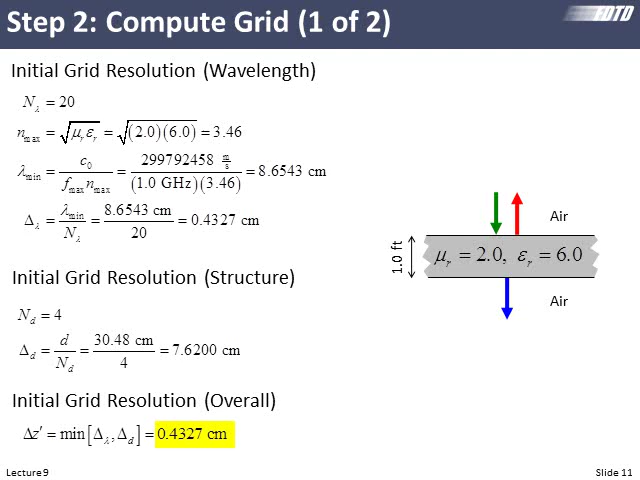 Step 2: Compute Grid (1 of 2)
FDTD
Initial Grid Resolution (Wavelength)
N_λ = 20
n_max = √(μ_r ε_r) = √((2.0)(6.0)) = 3.46
λ_min = c_0 / (f_max n_max) = 299792458 m/s / ((1.0 GHz)(3.46)) = 8.6543 cm
Δ_λ = λ_min / N_λ = 8.6543 cm / 20 = 0.4327 cm
Air
1.0 ft
μ_r = 2.0, ε_r = 6.0
Air
Initial Grid Resolution (Structure)
N_d = 4
Δ_d = d / N_d = 30.48 cm / 4 = 7.6200 cm
Initial Grid Resolution (Overall)
Δz′ = min[Δ_λ, Δ_d] = 0.4327 cm
Lecture 9
Slide 11